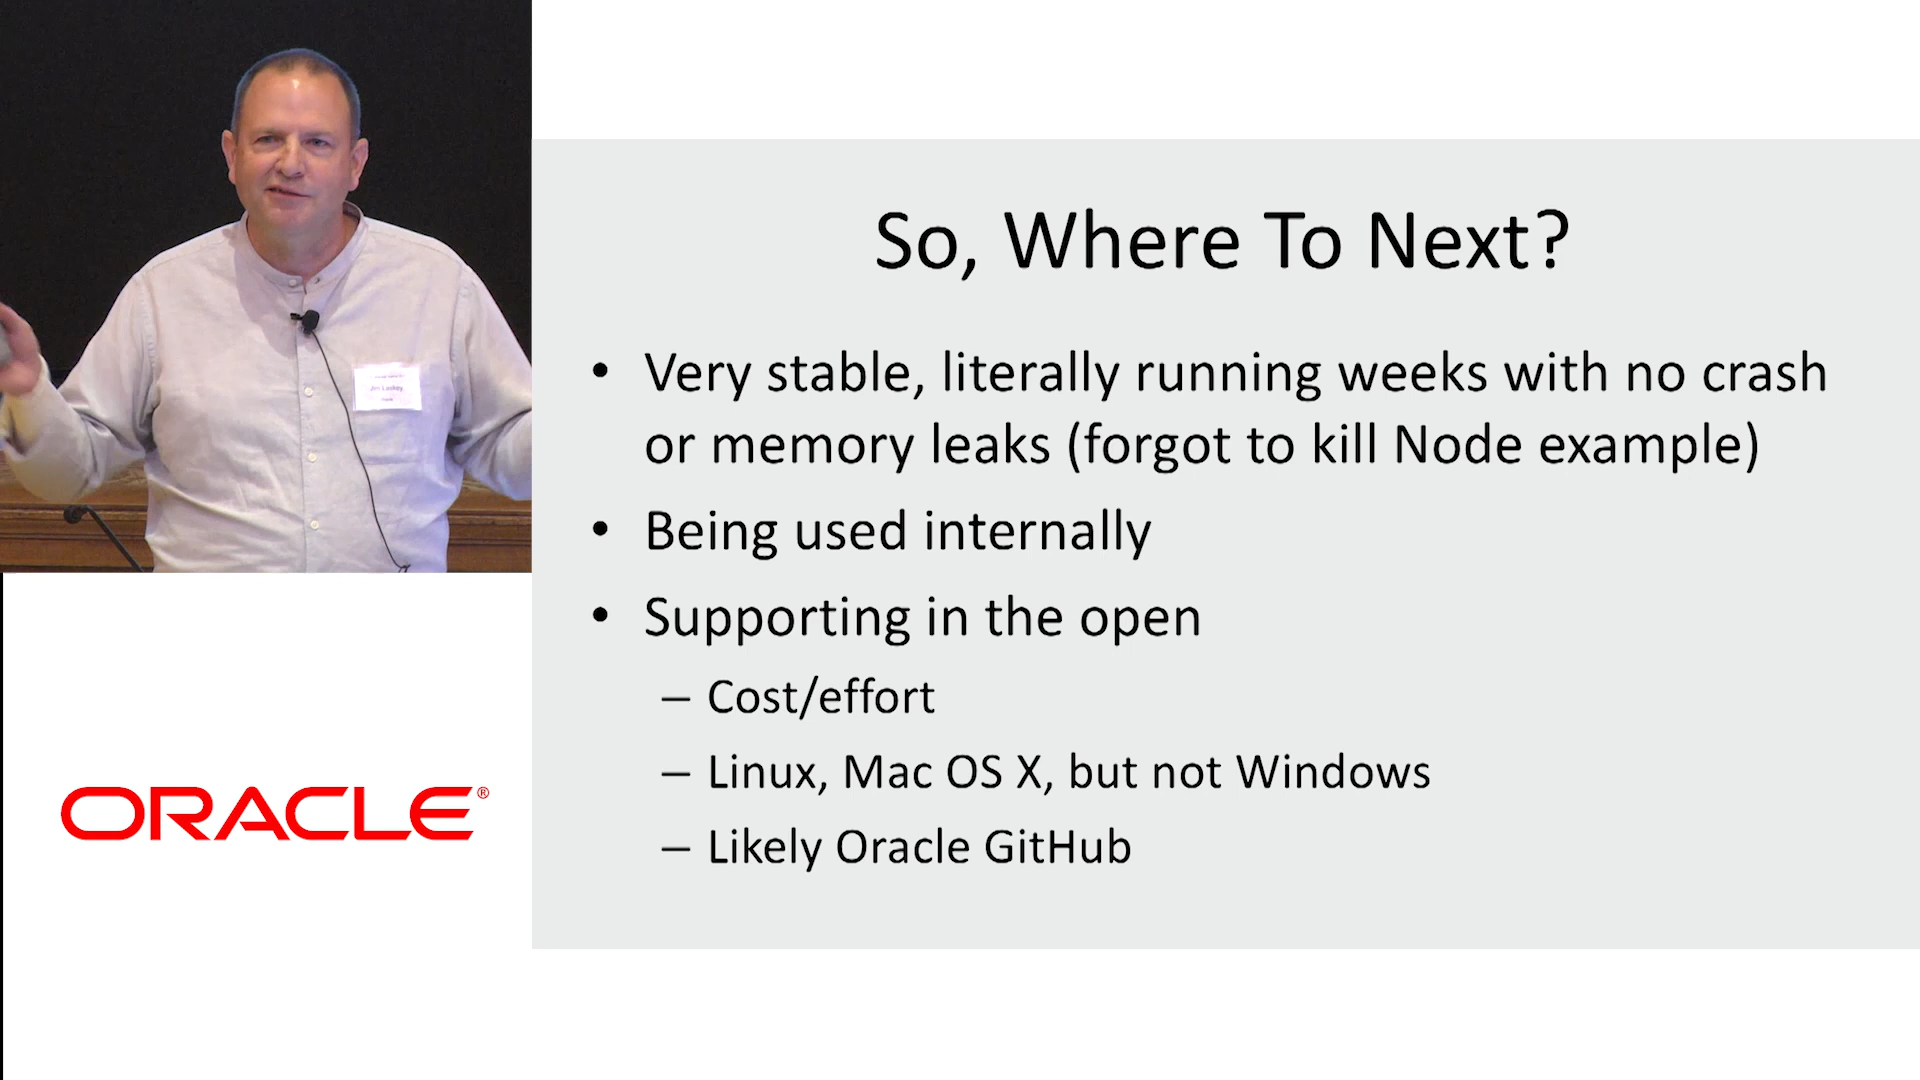 So, Where To Next?
• Very stable, literally running weeks with no crash
or memory leaks (forgot to kill Node example)
• Being used internally
• Supporting in the open
– Cost/effort
– Linux, Mac OS X, but not Windows
– Likely Oracle GitHub
Jim Laskey
ORACLE®